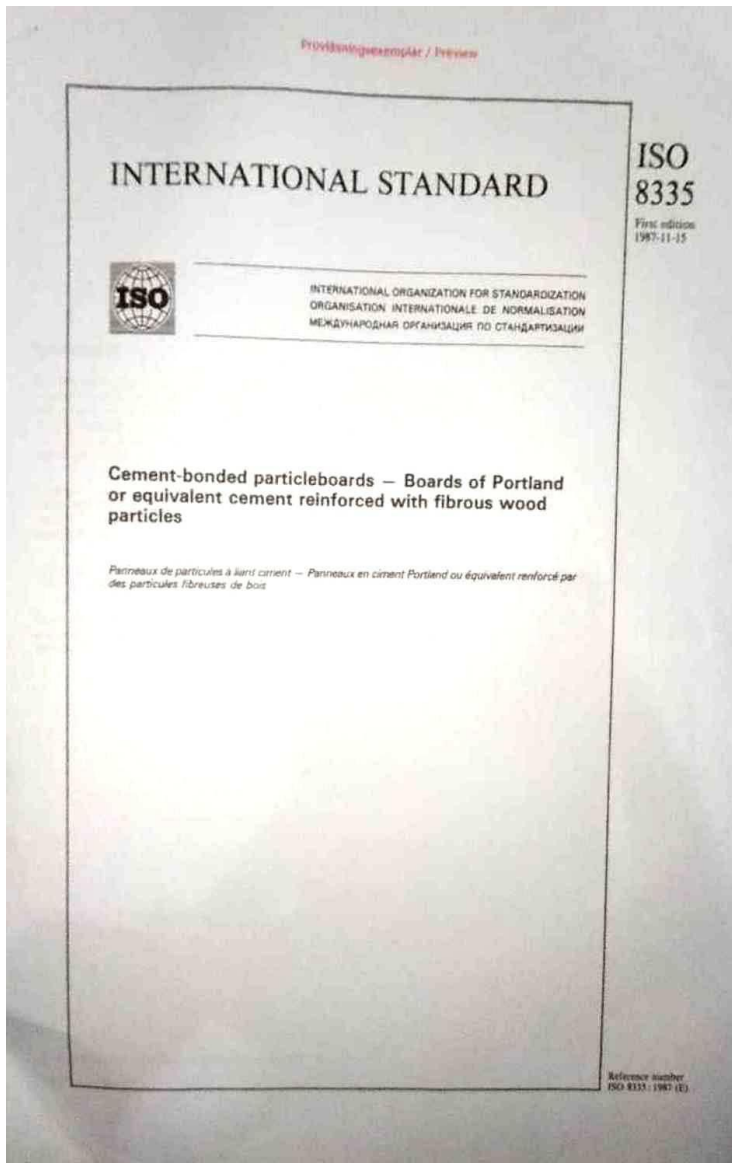 Provläsningsexemplar / Preview
INTERNATIONAL STANDARD
ISO
8335
First edition
1987-11-15
ISO
INTERNATIONAL ORGANIZATION FOR STANDARDIZATION
ORGANISATION INTERNATIONALE DE NORMALISATION
МЕЖДУНАРОДНАЯ ОРГАНИЗАЦИЯ ПО СТАНДАРТИЗАЦИИ
Cement-bonded particleboards — Boards of Portland
or equivalent cement reinforced with fibrous wood
particles
Panneaux de particules à liant ciment — Panneaux en ciment Portland ou équivalent renforcé par
des particules fibreuses de bois
Reference number
ISO 8335 : 1987 (E)